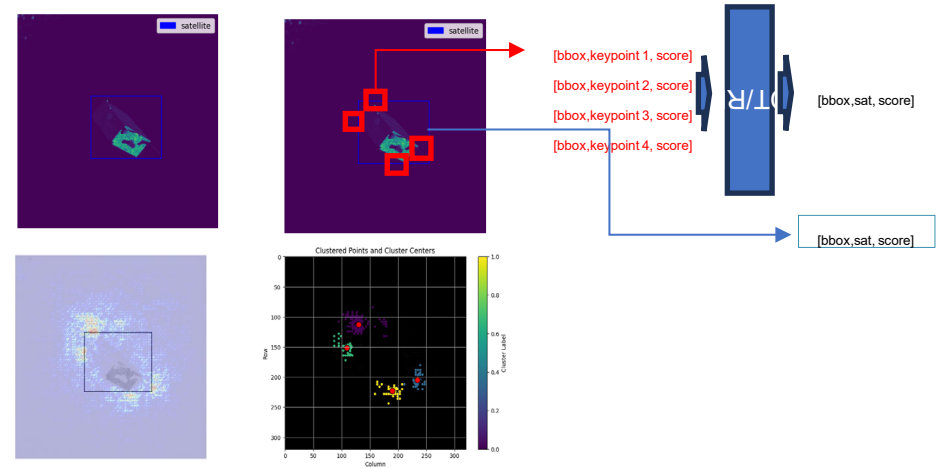 satellite
satellite
[bbox,keypoint 1, score]
[bbox,keypoint 2, score]
[bbox,keypoint 3, score]
[bbox,keypoint 4, score]
OT/R
[bbox,sat, score]
[bbox,sat, score]
Clustered Points and Cluster Centers
0
50
100
150
200
250
300
Row
0
50
100
150
200
250
300
Column
1.0
0.8
0.6
0.4
0.2
0.0
Cluster Label